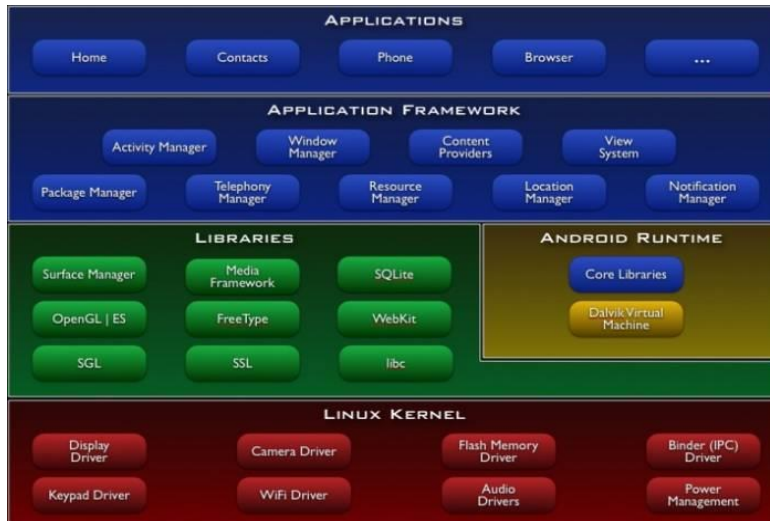 APPLICATIONS
Home Contacts Phone Browser ...
APPLICATION FRAMEWORK
Activity Manager Window Manager Content Providers View System
Package Manager Telephony Manager Resource Manager Location Manager Notification Manager
LIBRARIES
Surface Manager Media Framework SQLite
OpenGL | ES FreeType WebKit
SGL SSL libc
ANDROID RUNTIME
Core Libraries
Dalvik Virtual Machine
LINUX KERNEL
Display Driver Camera Driver Flash Memory Driver Binder (IPC) Driver
Keypad Driver WiFi Driver Audio Drivers Power Management